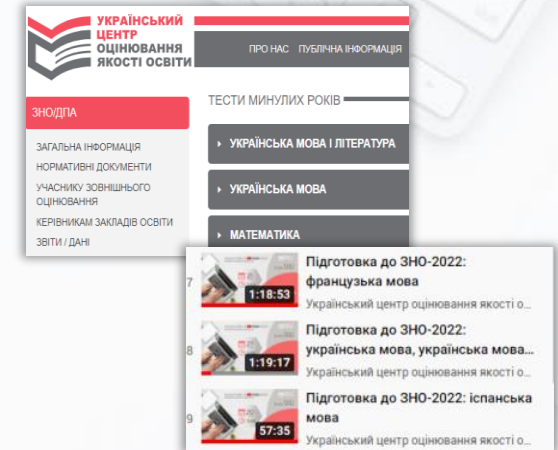 УКРАЇНСЬКИЙ
ЦЕНТР
ОЦІНЮВАННЯ
ЯКОСТІ ОСВІТИ
ПРО НАС ПУБЛІЧНА ІНФОРМАЦІЯ
ЗНО/ДПА
ЗАГАЛЬНА ІНФОРМАЦІЯ
НОРМАТИВНІ ДОКУМЕНТИ
УЧАСНИКУ ЗОВНІШНЬОГО
ОЦІНЮВАННЯ
КЕРІВНИКАМ ЗАКЛАДІВ ОСВІТИ
ЗВІТИ / ДАНІ
ТЕСТИ МИНУЛИХ РОКІВ
УКРАЇНСЬКА МОВА І ЛІТЕРАТУРА
УКРАЇНСЬКА МОВА
МАТЕМАТИКА
7
1:18:53
Підготовка до ЗНО-2022:
французька мова
Український центр оцінювання якості о...
8
1:19:17
Підготовка до ЗНО-2022:
українська мова, українська мова...
Український центр оцінювання якості о...
9
57:35
Підготовка до ЗНО-2022: іспанська
мова
Український центр оцінювання якості о...